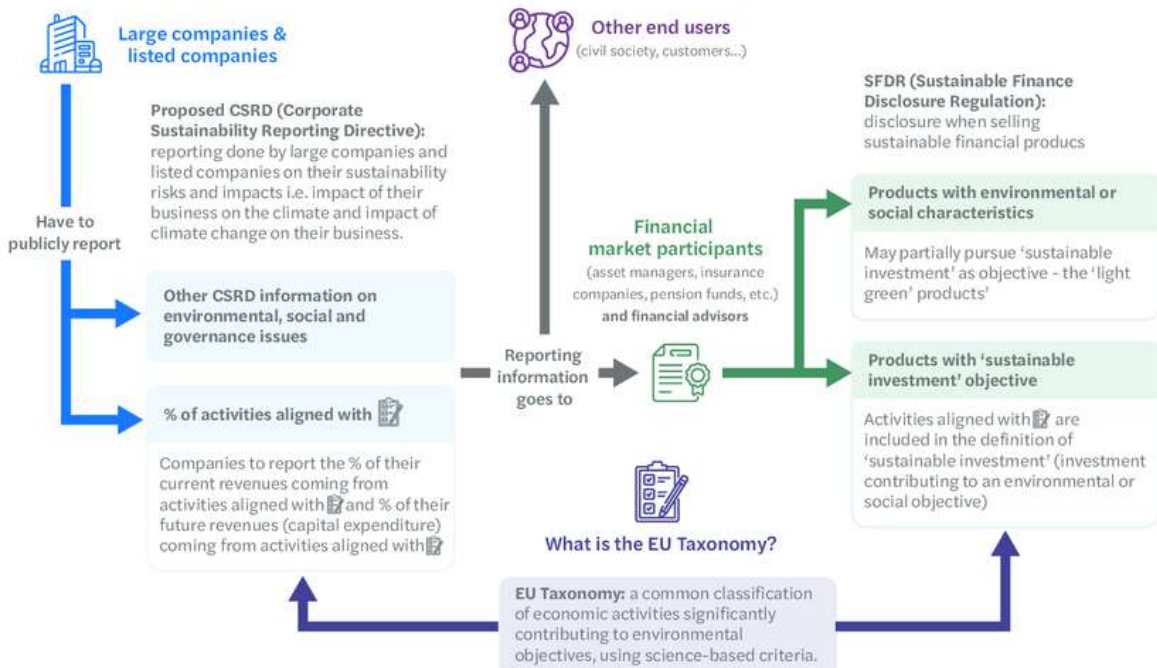 Large companies &
listed companies
Other end users
(civil society, customers...)
Proposed CSRD (Corporate
Sustainability Reporting Directive):
reporting done by large companies and
listed companies on their sustainability
risks and impacts i.e. impact of their
business on the climate and impact of
climate change on their business.
Have to
publicly report
Other CSRD information on
environmental, social and
governance issues
% of activities aligned with
Companies to report the % of their
current revenues coming from
activities aligned with and % of their
future revenues (capital expenditure)
coming from activities aligned with
Reporting
information
goes to
Financial
market participants
(asset managers, insurance
companies, pension funds, etc.)
and financial advisors
SFDR (Sustainable Finance
Disclosure Regulation):
disclosure when selling
sustainable financial producs
Products with environmental or
social characteristics
May partially pursue ‘sustainable
investment’ as objective - the ‘light
green’ products’
Products with ‘sustainable
investment’ objective
Activities aligned with are
included in the definition of
‘sustainable investment’ (investment
contributing to an environmental or
social objective)
What is the EU Taxonomy?
EU Taxonomy: a common classification
of economic activities significantly
contributing to environmental
objectives, using science-based criteria.